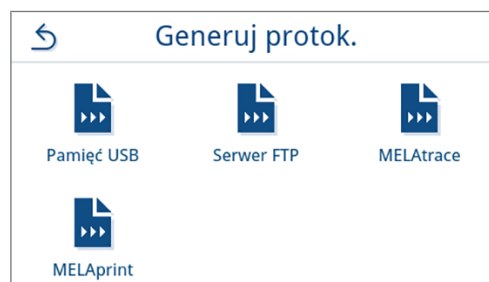 Generuj protok.
Pamięć USB
Serwer FTP
MELAtrace
MELAprint